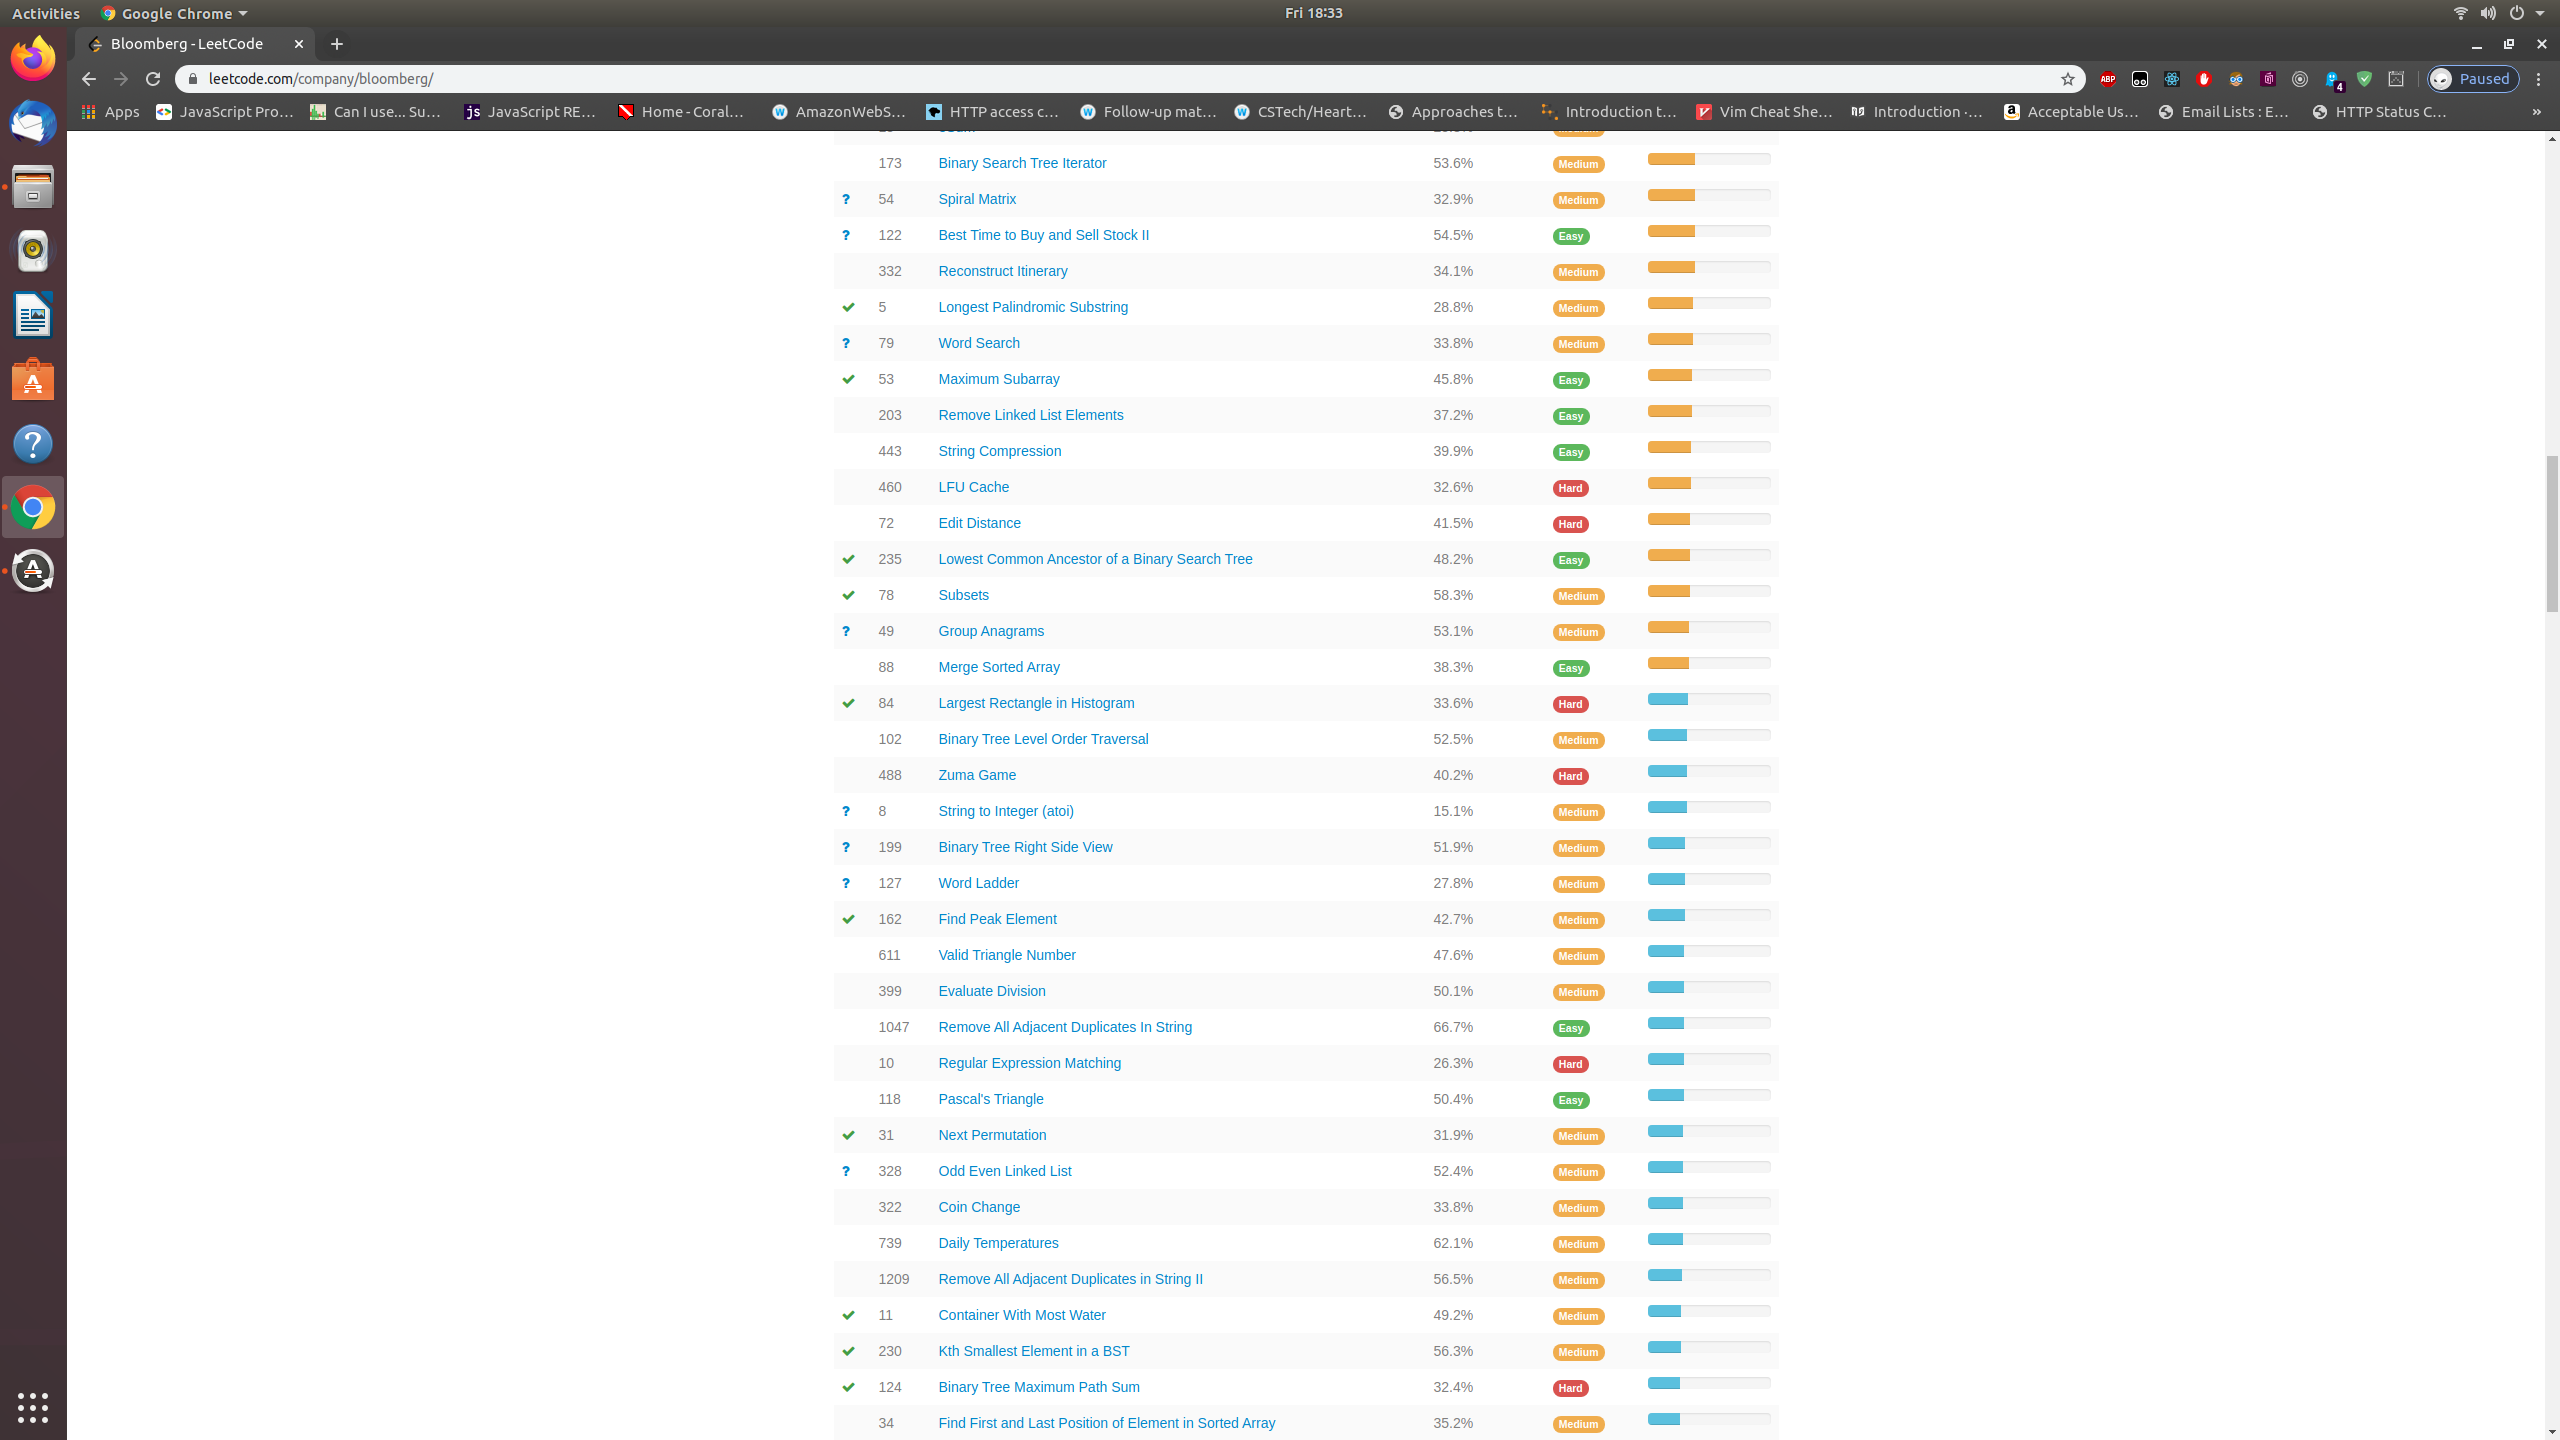 Activities Google Chrome Fri 18:33
Bloomberg - LeetCode
leetcode.com/company/bloomberg/ ABP 4 Paused
Apps JavaScript Pro... Can I use... Su... JavaScript RE... Home - Coral... AmazonWebS... HTTP access c... Follow-up mat... CSTech/Heart... Approaches t... Introduction t... Vim Cheat She... Introduction -... Acceptable Us... Email Lists : E... HTTP Status C... »
173 Binary Search Tree Iterator 53.6% Medium
? 54 Spiral Matrix 32.9% Medium
? 122 Best Time to Buy and Sell Stock II 54.5% Easy
332 Reconstruct Itinerary 34.1% Medium
5 Longest Palindromic Substring 28.8% Medium
? 79 Word Search 33.8% Medium
53 Maximum Subarray 45.8% Easy
203 Remove Linked List Elements 37.2% Easy
443 String Compression 39.9% Easy
460 LFU Cache 32.6% Hard
72 Edit Distance 41.5% Hard
235 Lowest Common Ancestor of a Binary Search Tree 48.2% Easy
78 Subsets 58.3% Medium
? 49 Group Anagrams 53.1% Medium
88 Merge Sorted Array 38.3% Easy
84 Largest Rectangle in Histogram 33.6% Hard
102 Binary Tree Level Order Traversal 52.5% Medium
488 Zuma Game 40.2% Hard
? 8 String to Integer (atoi) 15.1% Medium
? 199 Binary Tree Right Side View 51.9% Medium
? 127 Word Ladder 27.8% Medium
162 Find Peak Element 42.7% Medium
611 Valid Triangle Number 47.6% Medium
399 Evaluate Division 50.1% Medium
1047 Remove All Adjacent Duplicates In String 66.7% Easy
10 Regular Expression Matching 26.3% Hard
118 Pascal's Triangle 50.4% Easy
31 Next Permutation 31.9% Medium
? 328 Odd Even Linked List 52.4% Medium
322 Coin Change 33.8% Medium
739 Daily Temperatures 62.1% Medium
1209 Remove All Adjacent Duplicates in String II 56.5% Medium
11 Container With Most Water 49.2% Medium
230 Kth Smallest Element in a BST 56.3% Medium
124 Binary Tree Maximum Path Sum 32.4% Hard
34 Find First and Last Position of Element in Sorted Array 35.2% Medium